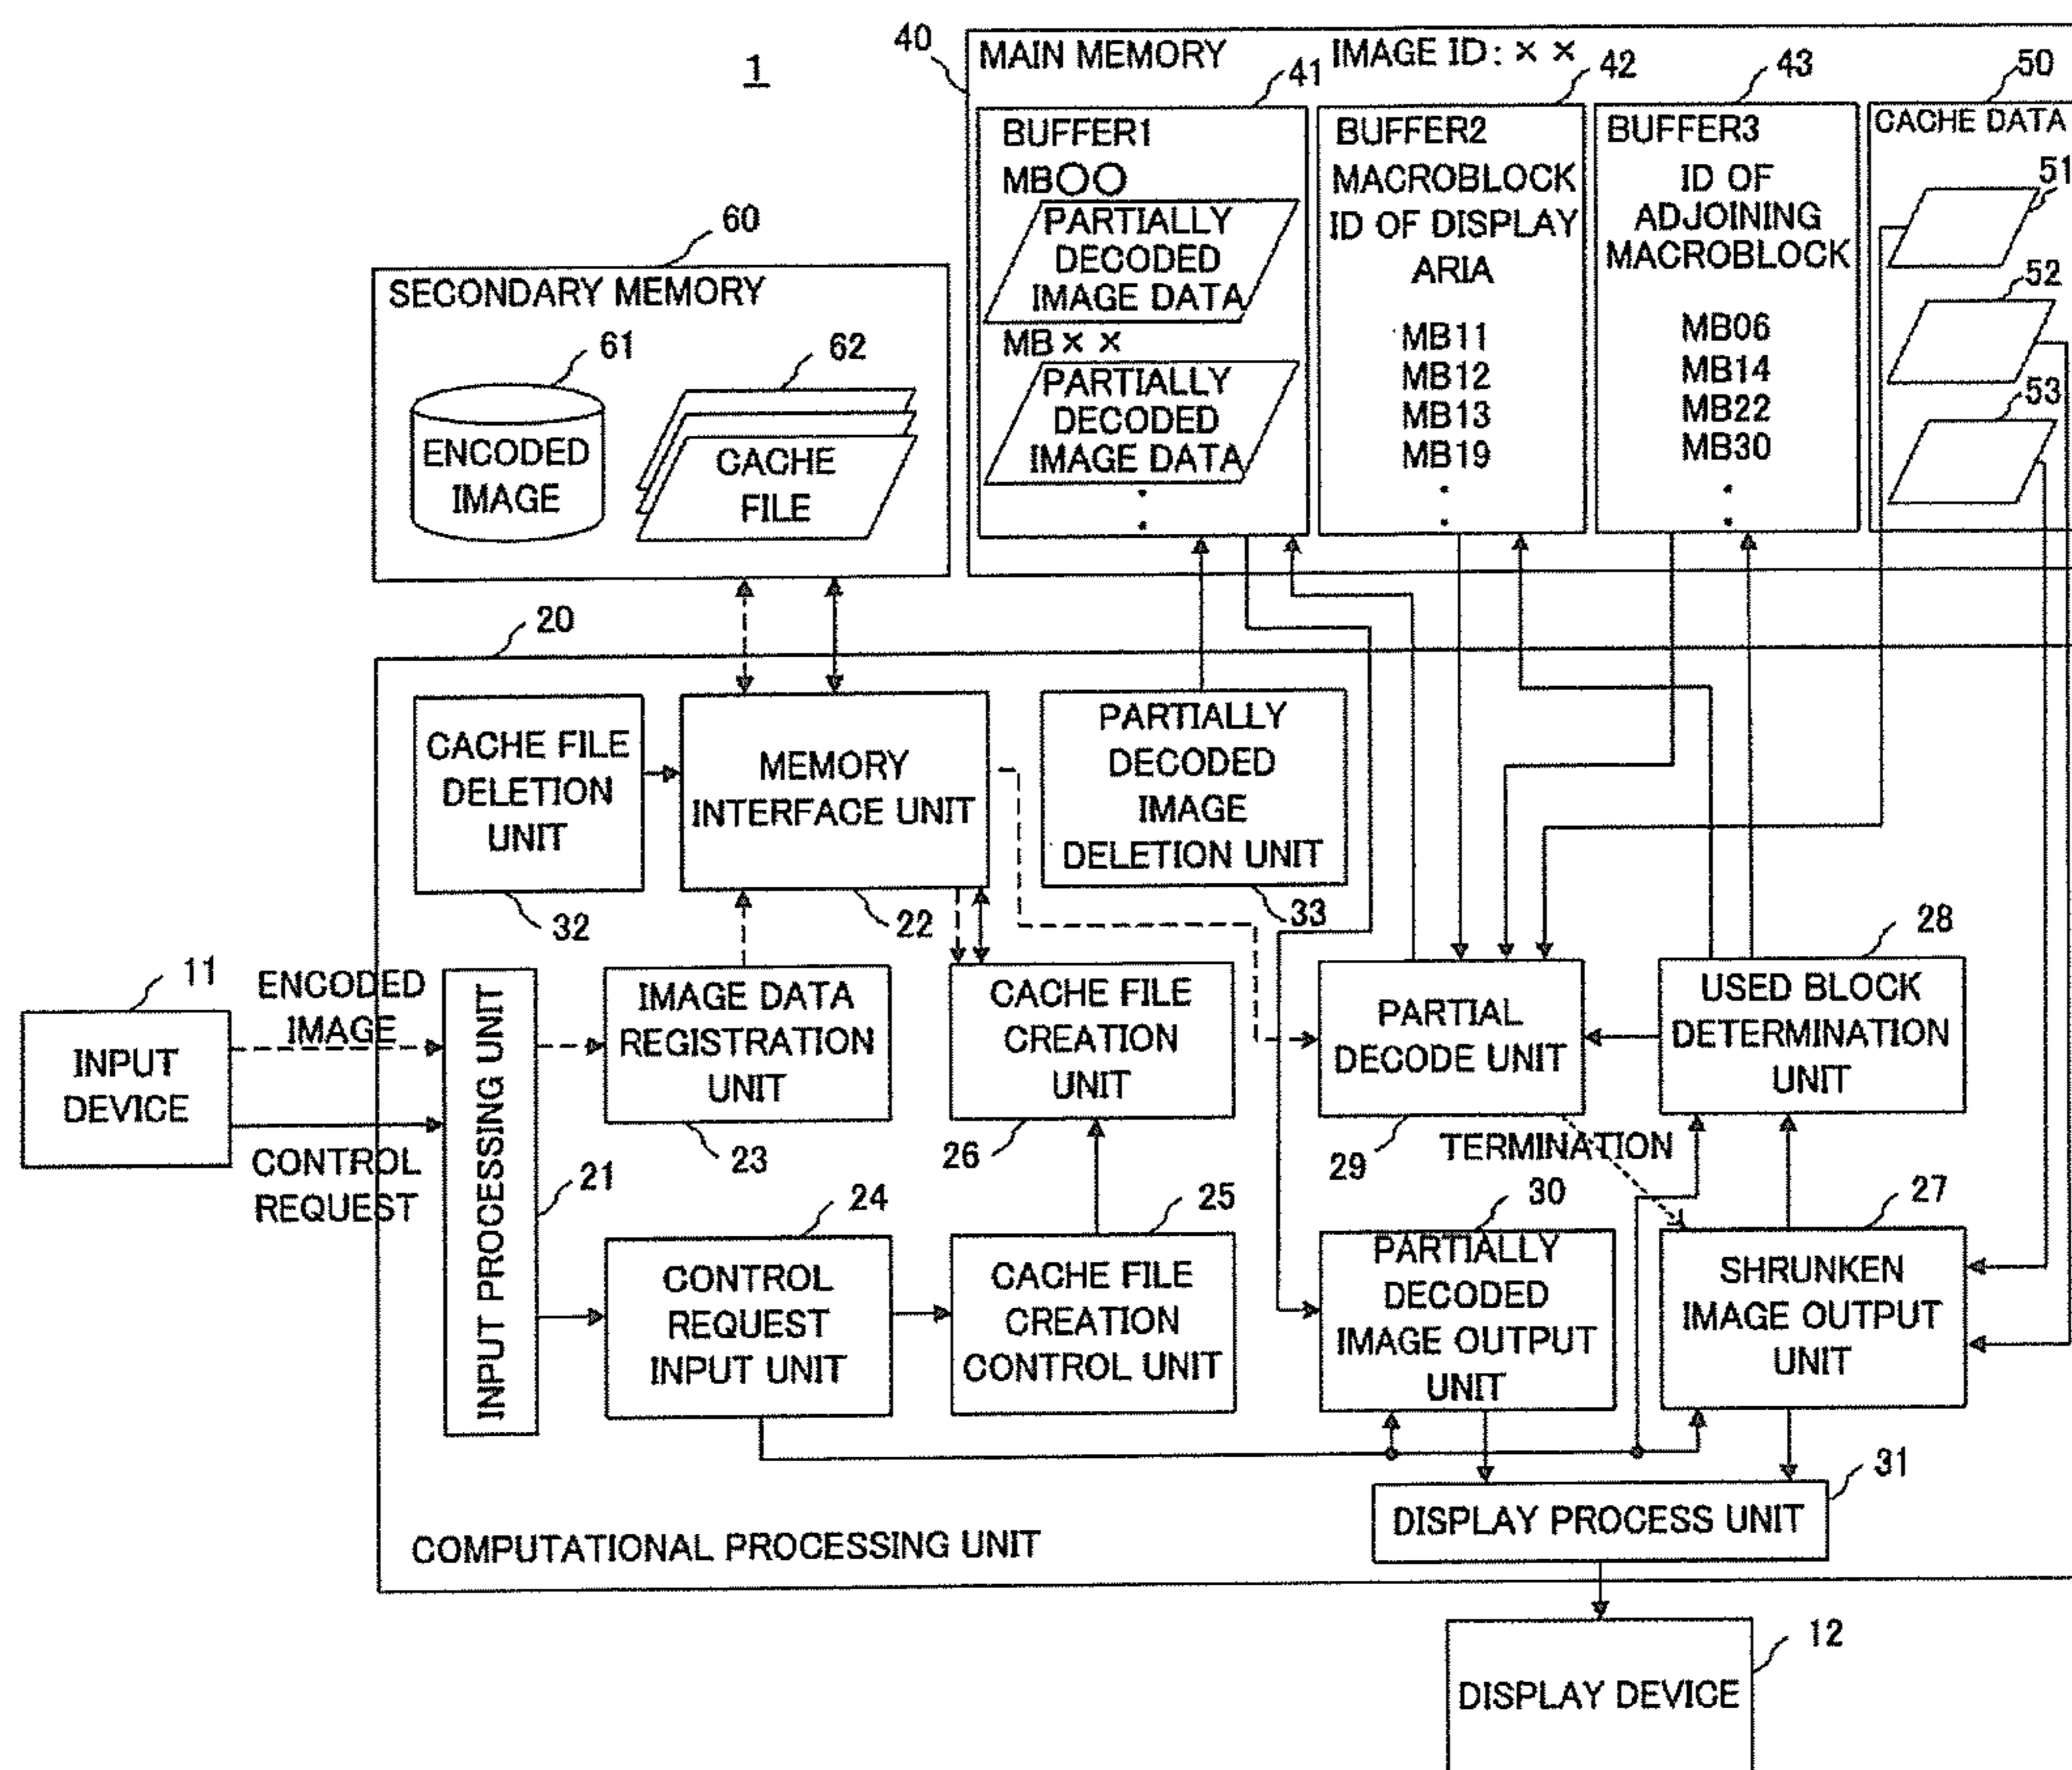 1
40
MAIN MEMORY
IMAGE ID: × ×
41
BUFFER1
MB○○
PARTIALLY
DECODED
IMAGE DATA
MB× ×
PARTIALLY
DECODED
IMAGE DATA
42
BUFFER2
MACROBLOCK
ID OF DISPLAY
ARIA
MB11
MB12
MB13
MB19
43
BUFFER3
ID OF
ADJOINING
MACROBLOCK
MB06
MB14
MB22
MB30
50
CACHE DATA
51
52
53
60
SECONDARY MEMORY
61
ENCODED
IMAGE
62
CACHE
FILE
20
CACHE FILE
DELETION
UNIT
32
MEMORY
INTERFACE UNIT
22
PARTIALLY
DECODED
IMAGE
DELETION UNIT
33
11
INPUT
DEVICE
ENCODED
IMAGE
CONTROL
REQUEST
INPUT PROCESSING UNIT
21
IMAGE DATA
REGISTRATION
UNIT
23
CACHE FILE
CREATION
UNIT
26
PARTIAL
DECODE UNIT
29
28
USED BLOCK
DETERMINATION
UNIT
TERMINATION
24
CONTROL
REQUEST
INPUT UNIT
25
CACHE FILE
CREATION
CONTROL UNIT
30
PARTIALLY
DECODED
IMAGE OUTPUT
UNIT
27
SHRUNKEN
IMAGE OUTPUT
UNIT
31
DISPLAY PROCESS UNIT
COMPUTATIONAL PROCESSING UNIT
12
DISPLAY DEVICE